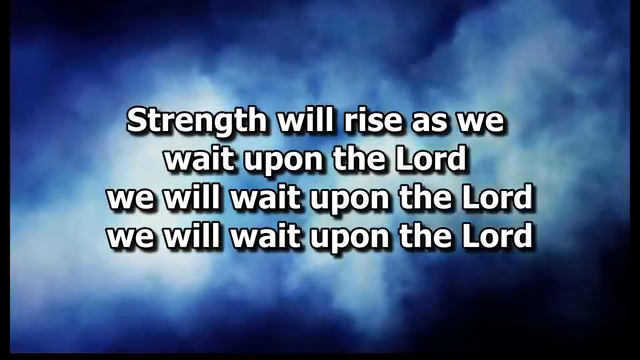 Strength will rise as we
wait upon the Lord
we will wait upon the Lord
we will wait upon the Lord